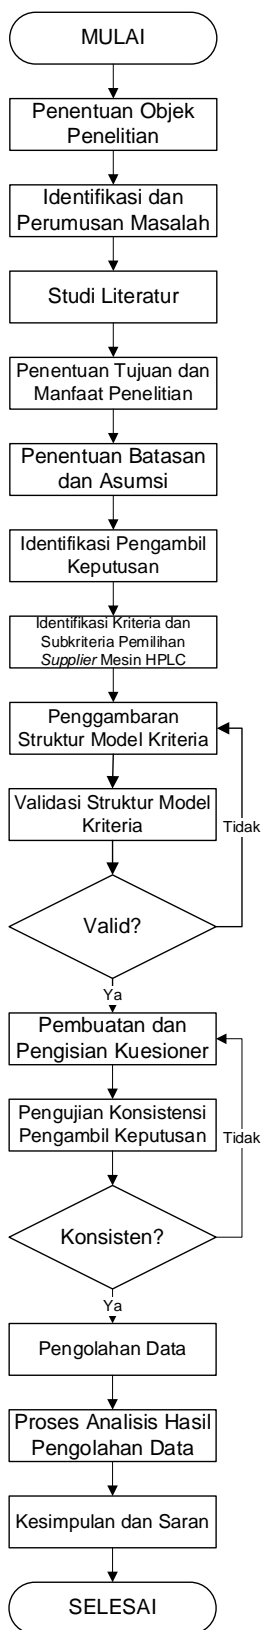 MULAI
Penentuan Objek
Penelitian
Identifikasi dan
Perumusan Masalah
Studi Literatur
Penentuan Tujuan dan
Manfaat Penelitian
Penentuan Batasan
dan Asumsi
Identifikasi Pengambil
Keputusan
Identifikasi Kriteria dan
Subkriteria Pemilihan
Supplier Mesin HPLC
Penggambaran
Struktur Model Kriteria
Validasi Struktur Model
Kriteria
Tidak
Valid?
Ya
Pembuatan dan
Pengisian Kuesioner
Pengujian Konsistensi
Pengambil Keputusan
Tidak
Konsisten?
Ya
Pengolahan Data
Proses Analisis Hasil
Pengolahan Data
Kesimpulan dan Saran
SELESAI